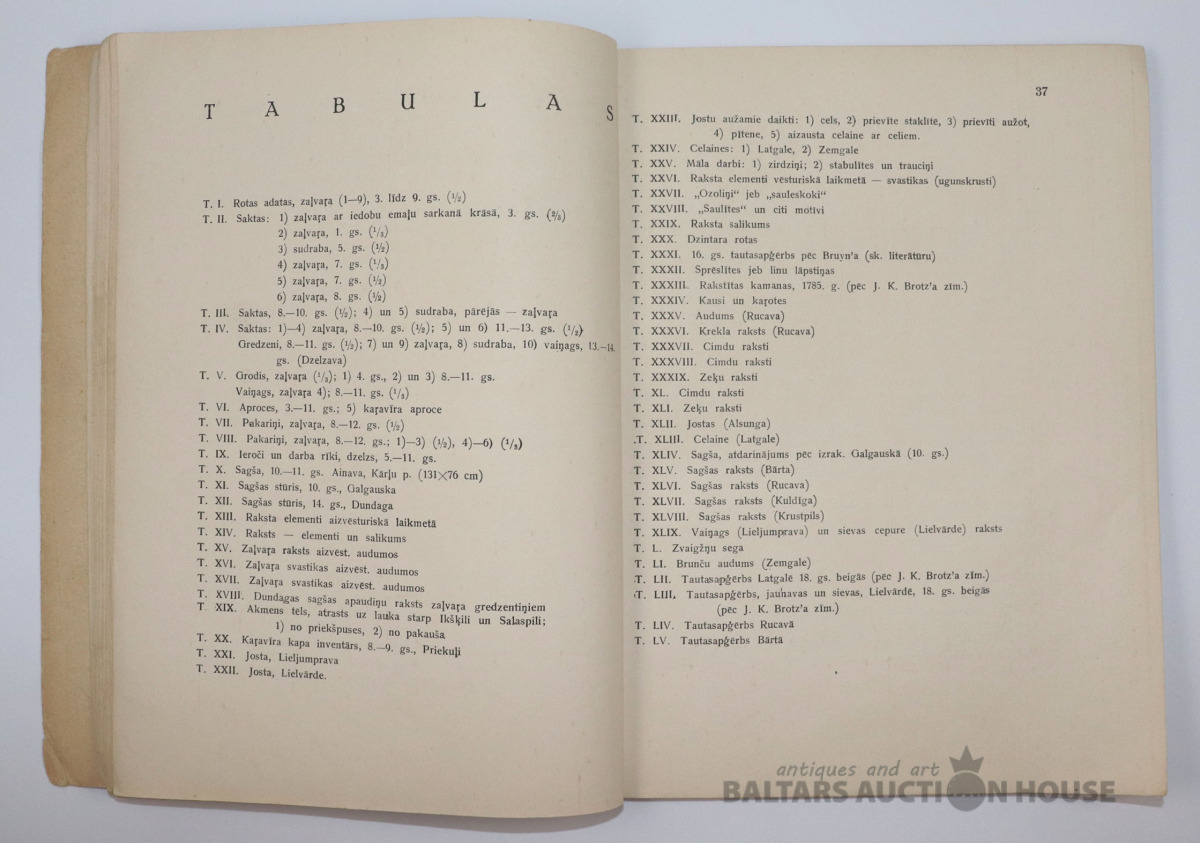 TABULAS
T. I. Rotas adatas, zaļvaŗa (1—9), 3. līdz 9. gs. (½)
T. II. Saktas: 1) zaļvaŗa ar iedobu emaļu sarkanā krāsā, 3. gs. (⅔)
2) zaļvaŗa, 1. gs. (⅓)
3) sudraba, 5. gs. (½)
4) zaļvaŗa, 7. gs. (⅓)
5) zaļvaŗa, 7. gs. (½)
6) zaļvaŗa, 8. gs. (½)
T. III. Saktas, 8.—10. gs. (½); 4) un 5) sudraba, pārējās — zaļvaŗa
T. IV. Saktas: 1)—4) zaļvaŗa, 8.—10. gs. (½); 5) un 6) 11.—13. gs. (½)
Gredzeni, 8.—11. gs. (½); 7) un 9) zaļvaŗa, 8) sudraba, 10) vaiņags, 13.—14.
gs. (Dzelzava)
T. V. Grodis, zaļvaŗa (⅓); 1) 4. gs., 2) un 3) 8.—11. gs.
Vaiņags, zaļvaŗa 4); 8.—11. gs. (⅓)
T. VI. Aproces, 3.—11. gs.; 5) kaŗavīra aproce
T. VII. Pakariņi, zaļvaŗa, 8.—12. gs. (½)
T. VIII. Pakariņi, zaļvaŗa, 8.—12. gs.; 1)—3) (½), 4)—6) (⅓)
T. IX. Ieroči un darba rīki, dzelzs, 5.—11. gs.
T. X. Sagša, 10.—11. gs. Ainava, Kārļu p. (131×76 cm)
T. XI. Sagšas stūris, 10. gs., Galgauska
T. XII. Sagšas stūris, 14. gs., Dundaga
T. XIII. Raksta elementi aizvēsturiskā laikmetā
T. XIV. Raksts — elementi un salikums
T. XV. Zaļvaŗa raksts aizvēst. audumos
T. XVI. Zaļvaŗa svastikas aizvēst. audumos
T. XVII. Zaļvaŗa svastikas aizvēst. audumos
T. XVIII. Dundagas sagšas apaudiņu raksts zaļvaŗa gredzentiņiem
T. XIX. Akmens tēls, atrasts uz lauka starp Ikšķili un Salaspili;
1) no priekšpuses, 2) no pakauša
T. XX. Kaŗavīra kapa inventārs, 8.—9. gs., Priekuļi
T. XXI. Josta, Lieljumprava
T. XXII. Josta, Lielvārde.
37
T. XXIII. Jostu aužamie daikti: 1) cels, 2) prievīte staklītē, 3) prievīti aužot,
4) pītene, 5) aizausta celaine ar celiem.
T. XXIV. Celaines: 1) Latgale, 2) Zemgale
T. XXV. Māla darbi: 1) zirdziņi; 2) stabulītes un trauciņi
T. XXVI. Raksta elementi vēsturiskā laikmetā — svastikas (ugunskrusti)
T. XXVII. „Ozoliņi“ jeb „sauleskoki“
T. XXVIII. „Saulītes“ un citi motīvi
T. XXIX. Raksta salikums
T. XXX. Dzintara rotas
T. XXXI. 16. gs. tautasapģērbs pēc Bruyn'a (sk. literātūru)
T. XXXII. Sprēslītes jeb linu lāpstiņas
T. XXXIII. Rakstītas kamanas, 1785. g. (pēc J. K. Brotz'a zīm.)
T. XXXIV. Kausi un kaŗotes
T. XXXV. Audums (Rucava)
T. XXXVI. Krekla raksts (Rucava)
T. XXXVII. Cimdu raksti
T. XXXVIII. Cimdu raksti
T. XXXIX. Zeķu raksti
T. XL. Cimdu raksti
T. XLI. Zeķu raksti
T. XLII. Jostas (Alsunga)
T. XLIII. Celaine (Latgale)
T. XLIV. Sagša, atdarinājums pēc izrak. Galgauskā (10. gs.)
T. XLV. Sagšas raksts (Bārta)
T. XLVI. Sagšas raksts (Rucava)
T. XLVII. Sagšas raksts (Kuldīga)
T. XLVIII. Sagšas raksts (Krustpils)
T. XLIX. Vaiņags (Lieljumprava) un sievas cepure (Lielvārde) raksts
T. L. Zvaigžņu sega
T. LI. Brunču audums (Zemgale)
T. LII. Tautasapģērbs Latgalē 18. gs. beigās (pēc J. K. Brotz'a zīm.)
T. LIII. Tautasapģērbs, jaunavas un sievas, Lielvārdē, 18. gs. beigās
(pēc J. K. Brotz'a zīm.)
T. LIV. Tautasapģērbs Rucavā
T. LV. Tautasapģērbs Bārtā
antiques and art
BALTARS AUCTION HOUSE